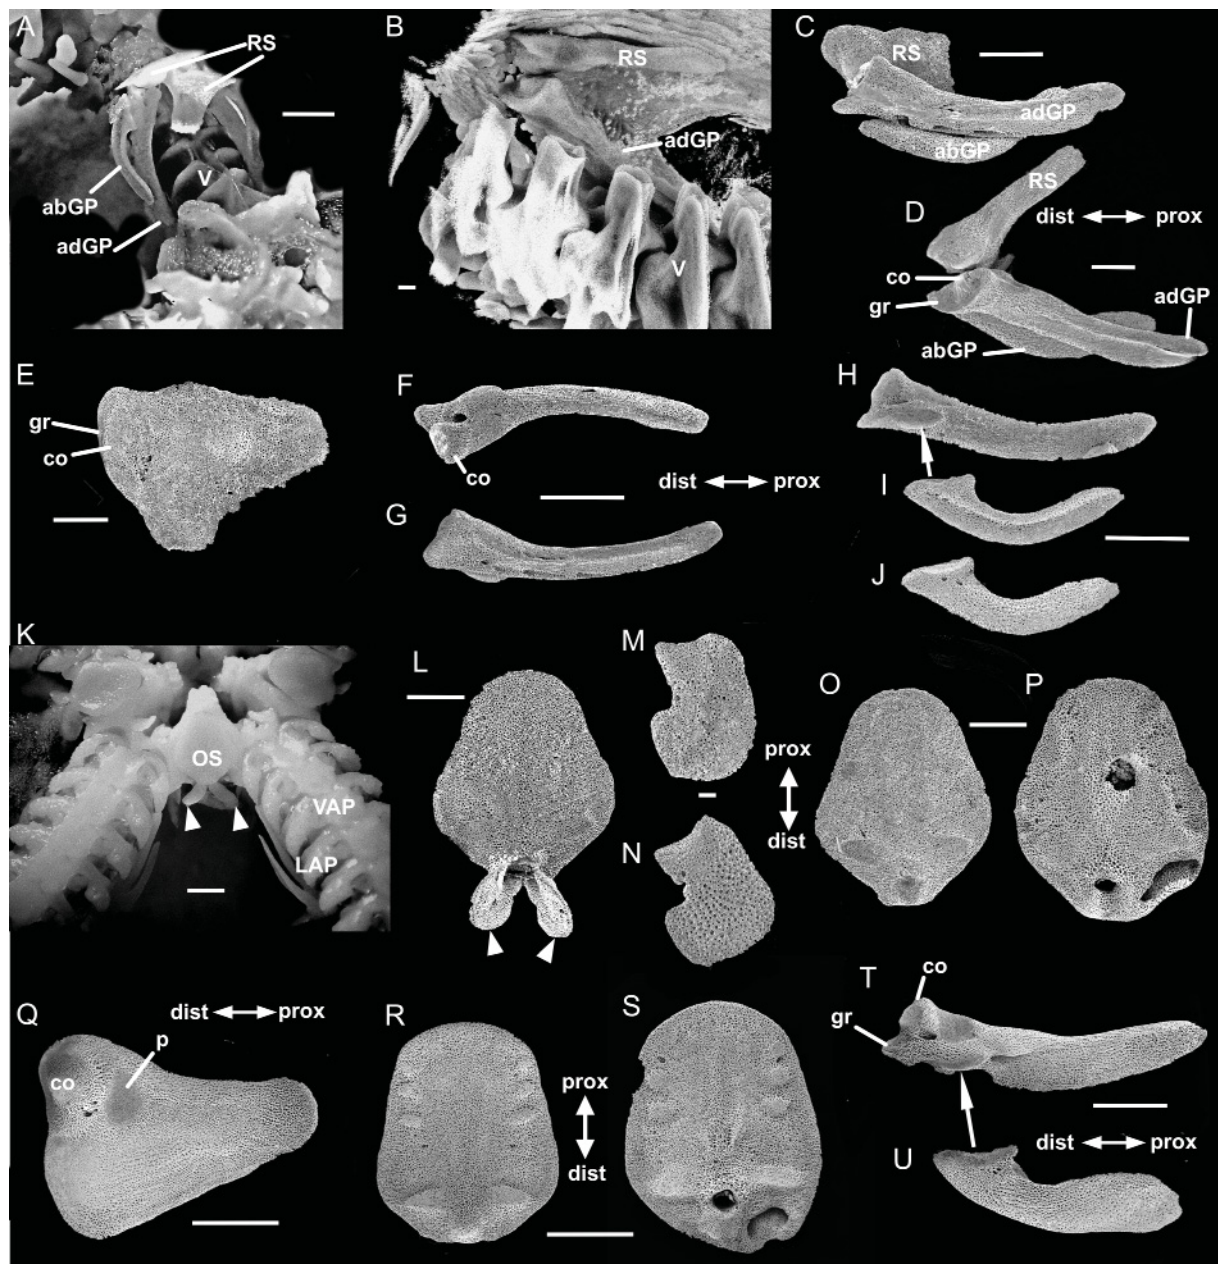 A
RS
V
abGP
adGP
B
RS
adGP
V
C
RS
adGP
abGP
D
RS
dist prox
co
gr
adGP
abGP
E
gr
co
F
co
dist prox
G
H
I
J
K
OS
VAP
LAP
L
M
prox
dist
N
O
P
Q
dist prox
p
co
R
prox
dist
S
T
co
gr
dist prox
U